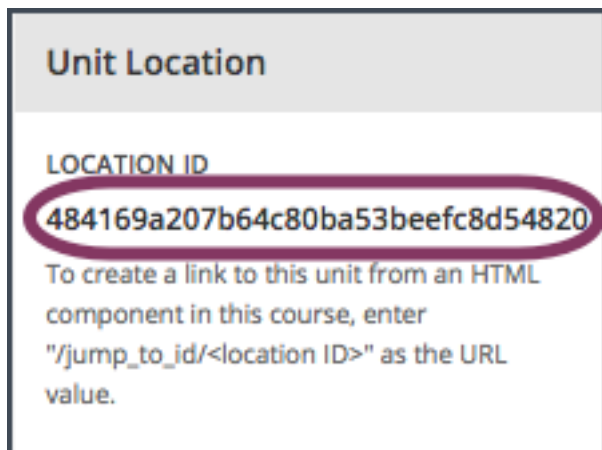 Unit Location
LOCATION ID
484169a207b64c80ba53beefc8d54820
To create a link to this unit from an HTML
component in this course, enter
"/jump_to_id/<location ID>" as the URL
value.